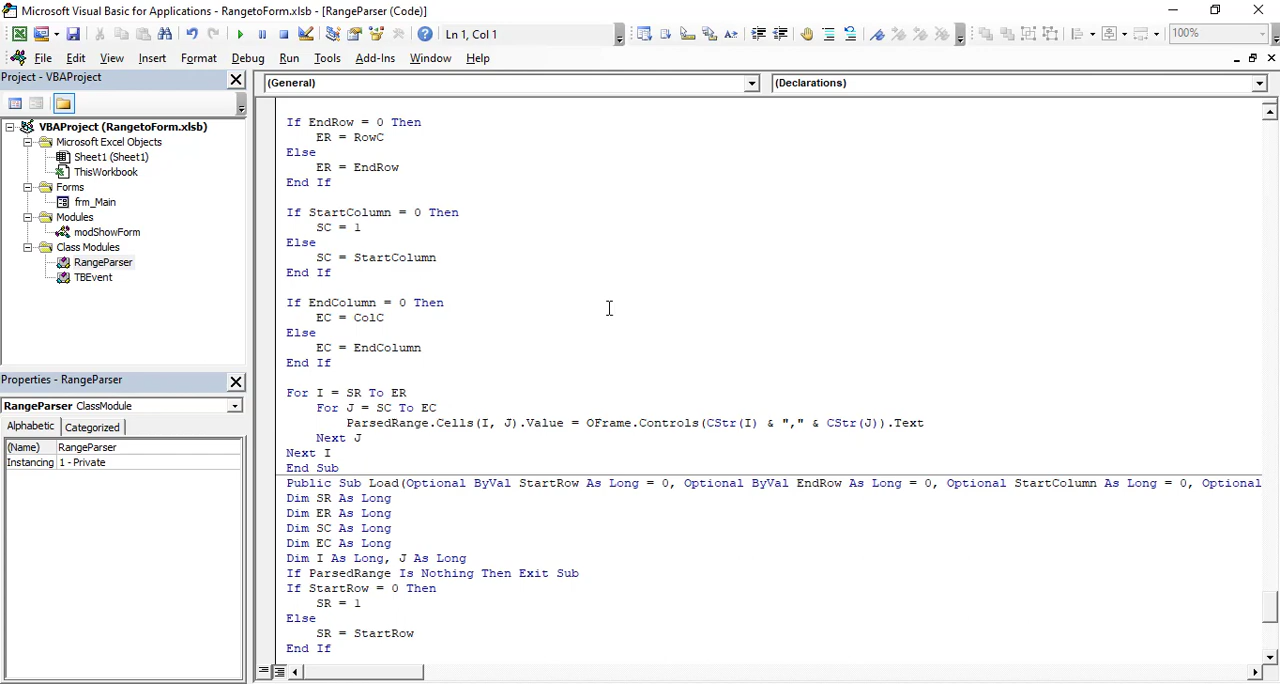 Microsoft Visual Basic for Applications - RangetoForm.xlsb - [RangeParser (Code)]
Ln 1, Col 1
100%
File Edit View Insert Format Debug Run Tools Add-Ins Window Help
Project - VBAProject
(General)
(Declarations)
VBAProject (RangetoForm.xlsb)
Microsoft Excel Objects
Sheet1 (Sheet1)
ThisWorkbook
Forms
frm_Main
Modules
modShowForm
Class Modules
RangeParser
TBEvent
Properties - RangeParser
RangeParser ClassModule
Alphabetic Categorized
(Name) RangeParser
Instancing 1 - Private
If EndRow = 0 Then
ER = RowC
Else
ER = EndRow
End If
If StartColumn = 0 Then
SC = 1
Else
SC = StartColumn
End If
If EndColumn = 0 Then
EC = ColC
Else
EC = EndColumn
End If
For I = SR To ER
For J = SC To EC
ParsedRange.Cells(I, J).Value = OFrame.Controls(CStr(I) & "," & CStr(J)).Text
Next J
Next I
End Sub
Public Sub Load(Optional ByVal StartRow As Long = 0, Optional ByVal EndRow As Long = 0, Optional StartColumn As Long = 0, Optional
Dim SR As Long
Dim ER As Long
Dim SC As Long
Dim EC As Long
Dim I As Long, J As Long
If ParsedRange Is Nothing Then Exit Sub
If StartRow = 0 Then
SR = 1
Else
SR = StartRow
End If